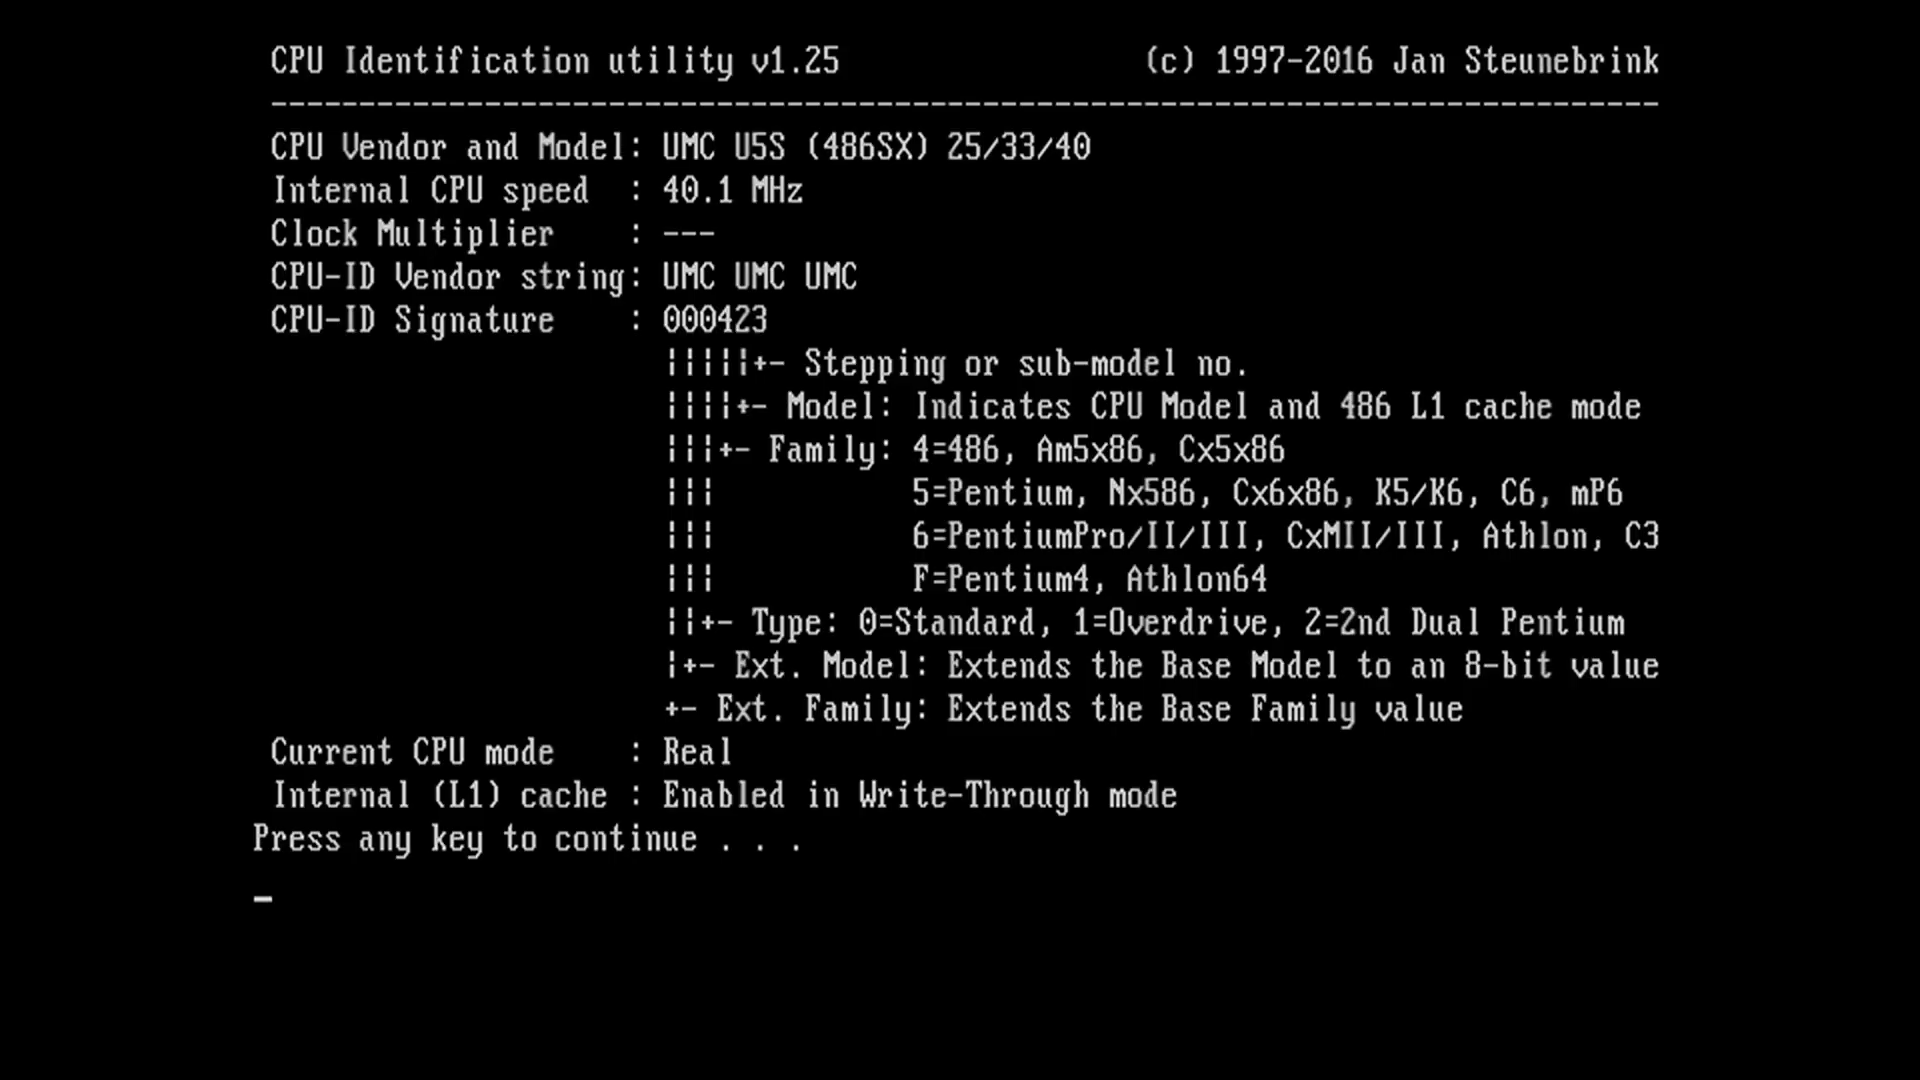 CPU Identification utility v1.25 (c) 1997-2016 Jan Steunebrink
------------------------------------------------------------------------------
CPU Vendor and Model: UMC U5S (486SX) 25/33/40
Internal CPU speed : 40.1 MHz
Clock Multiplier : ---
CPU-ID Vendor string: UMC UMC UMC
CPU-ID Signature : 000423
|||||+- Stepping or sub-model no.
||||+- Model: Indicates CPU Model and 486 L1 cache mode
|||+- Family: 4=486, Am5x86, Cx5x86
||| 5=Pentium, Nx586, Cx6x86, K5/K6, C6, mP6
||| 6=PentiumPro/II/III, CxMII/III, Athlon, C3
||| F=Pentium4, Athlon64
||+- Type: 0=Standard, 1=Overdrive, 2=2nd Dual Pentium
|+- Ext. Model: Extends the Base Model to an 8-bit value
+- Ext. Family: Extends the Base Family value
Current CPU mode : Real
Internal (L1) cache : Enabled in Write-Through mode
Press any key to continue . . .